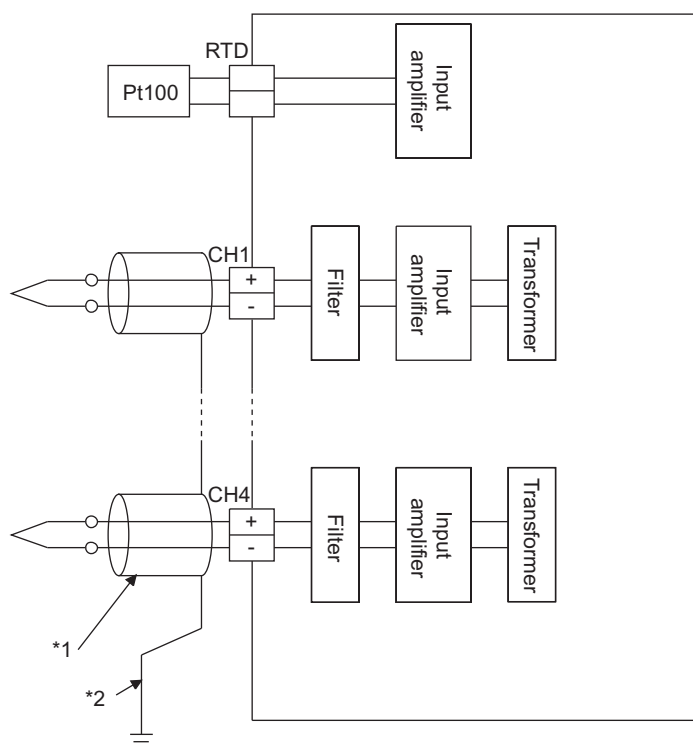 RTD
Pt100
Input
amplifier
CH1
+
-
Filter
Input
amplifier
Transformer
CH4
+
-
Filter
Input
amplifier
Transformer
*1
*2